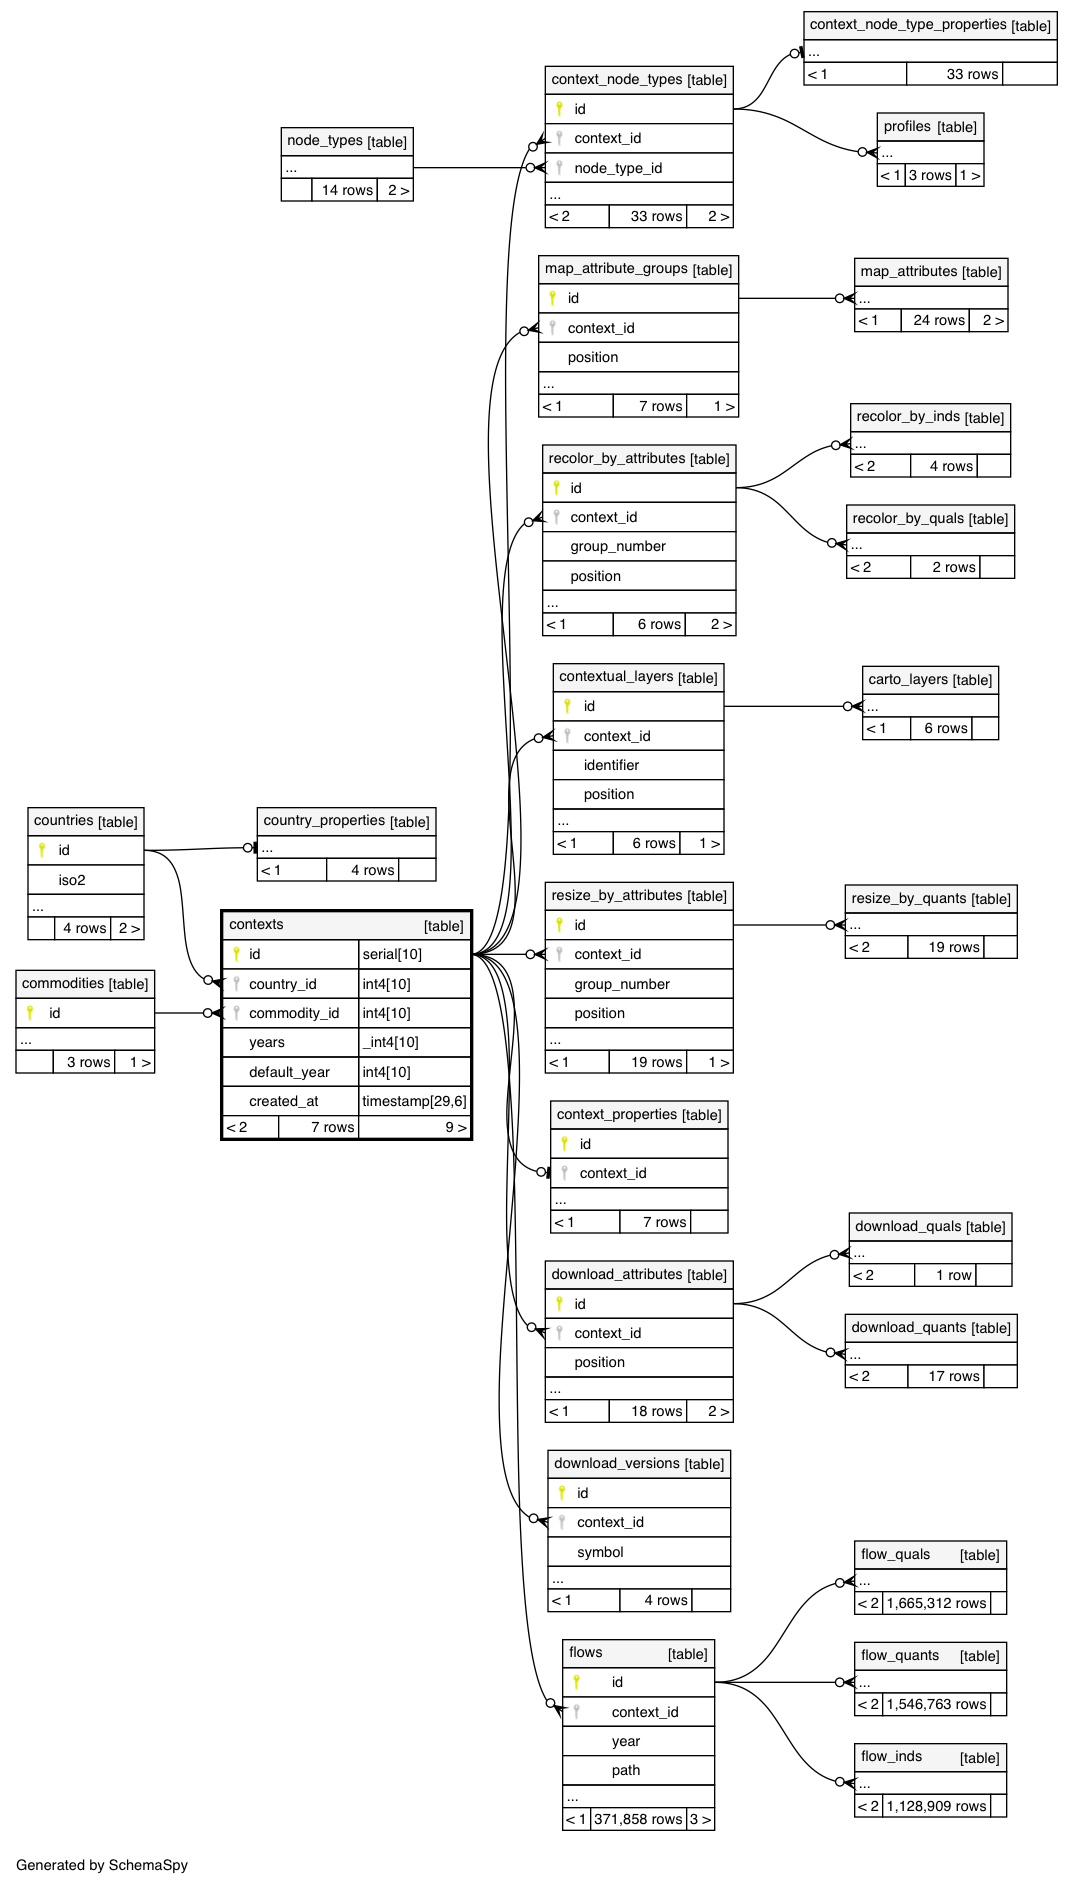 context_node_type_properties [table]
...
< 1 33 rows
context_node_types [table]
id
context_id
node_type_id
...
< 2 33 rows 2 >
profiles [table]
...
< 1 3 rows 1 >
node_types [table]
...
14 rows 2 >
map_attribute_groups [table]
id
context_id
position
...
< 1 7 rows 1 >
map_attributes [table]
...
< 1 24 rows 2 >
recolor_by_attributes [table]
id
context_id
group_number
position
...
< 1 6 rows 2 >
recolor_by_inds [table]
...
< 2 4 rows
recolor_by_quals [table]
...
< 2 2 rows
contextual_layers [table]
id
context_id
identifier
position
...
< 1 6 rows 1 >
carto_layers [table]
...
< 1 6 rows
countries [table]
id
iso2
...
4 rows 2 >
country_properties [table]
...
< 1 4 rows
commodities [table]
id
...
3 rows 1 >
contexts [table]
id serial[10]
country_id int4[10]
commodity_id int4[10]
years _int4[10]
default_year int4[10]
created_at timestamp[29,6]
< 2 7 rows 9 >
resize_by_attributes [table]
id
context_id
group_number
position
...
< 1 19 rows 1 >
resize_by_quants [table]
...
< 2 19 rows
context_properties [table]
id
context_id
...
< 1 7 rows
download_attributes [table]
id
context_id
position
...
< 1 18 rows 2 >
download_quals [table]
...
< 2 1 row
download_quants [table]
...
< 2 17 rows
download_versions [table]
id
context_id
symbol
...
< 1 4 rows
flows [table]
id
context_id
year
path
...
< 1 371,858 rows 3 >
flow_quals [table]
...
< 2 1,665,312 rows
flow_quants [table]
...
< 2 1,546,763 rows
flow_inds [table]
...
< 2 1,128,909 rows
Generated by SchemaSpy